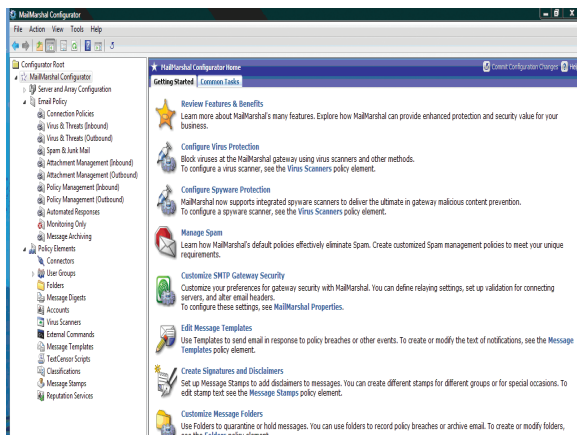 MailMarshal Configurator
File Action View Tools Help
Configurator Root
MailMarshal Configurator
Server and Array Configuration
Email Policy
Connection Policies
Virus & Threats (Inbound)
Virus & Threats (Outbound)
Spam & Junk Mail
Attachment Management (Inbound)
Attachment Management (Outbound)
Policy Management (Inbound)
Policy Management (Outbound)
Automated Responses
Monitoring Only
Message Archiving
Policy Elements
Connectors
User Groups
Folders
Message Digests
Accounts
Virus Scanners
External Commands
Message Templates
TextCensor Scripts
Classifications
Message Stamps
Reputation Services
MailMarshal Configurator Home
Commit Configuration Changes Help
Getting Started Common Tasks
Review Features & Benefits
Learn more about MailMarshal's many features. Explore how MailMarshal can provide enhanced protection and security value for your
business.
Configure Virus Protection
Block viruses at the MailMarshal gateway using virus scanners and other methods.
To configure a virus scanner, see the Virus Scanners policy element.
Configure Spyware Protection
MailMarshal now supports integrated spyware scanners to deliver the ultimate in gateway malicious content prevention.
To configure a spyware scanner, see the Virus Scanners policy element.
Manage Spam
Learn how MailMarshal's default policies effectively eliminate Spam. Create customized Spam management policies to meet your unique
requirements.
Customize SMTP Gateway Security
Customize your preferences for gateway security with MailMarshal. You can define relaying settings, set up validation for connecting
servers, and alter email headers.
To configure these settings, see MailMarshal Properties.
Edit Message Templates
Use Templates to send email in response to policy breaches or other events. To create or modify the text of notifications, see the Message
Templates policy element.
Create Signatures and Disclaimers
Set up Message Stamps to add disclaimers to messages. You can create different stamps for different groups or for special occasions. To
edit stamp text see the Message Stamps policy element.
Customize Message Folders
Use Folders to quarantine or hold messages. You can use folders to record policy breaches or archive email. To create or modify folders,
see the Folders policy element.